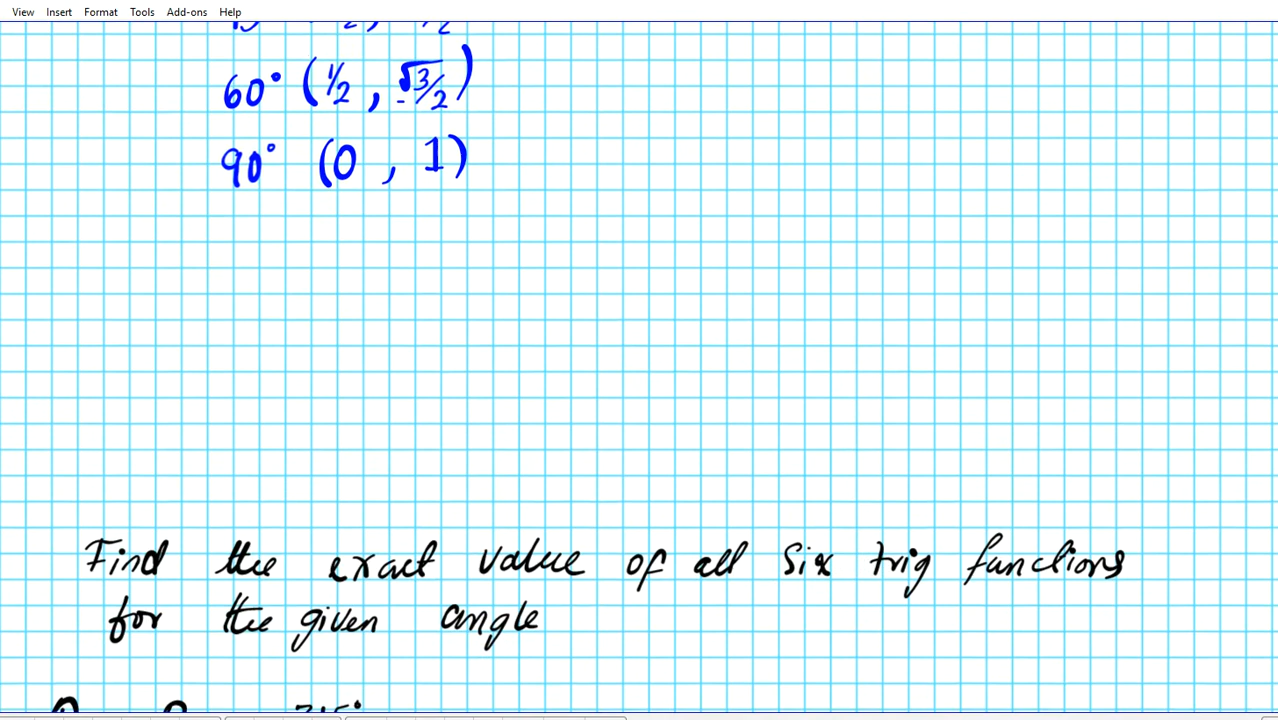 View Insert Format Tools Add-ons Help
60° (1/2, √3/2)
90° (0, 1)
Find the exact value of all six trig functions
for the given angle